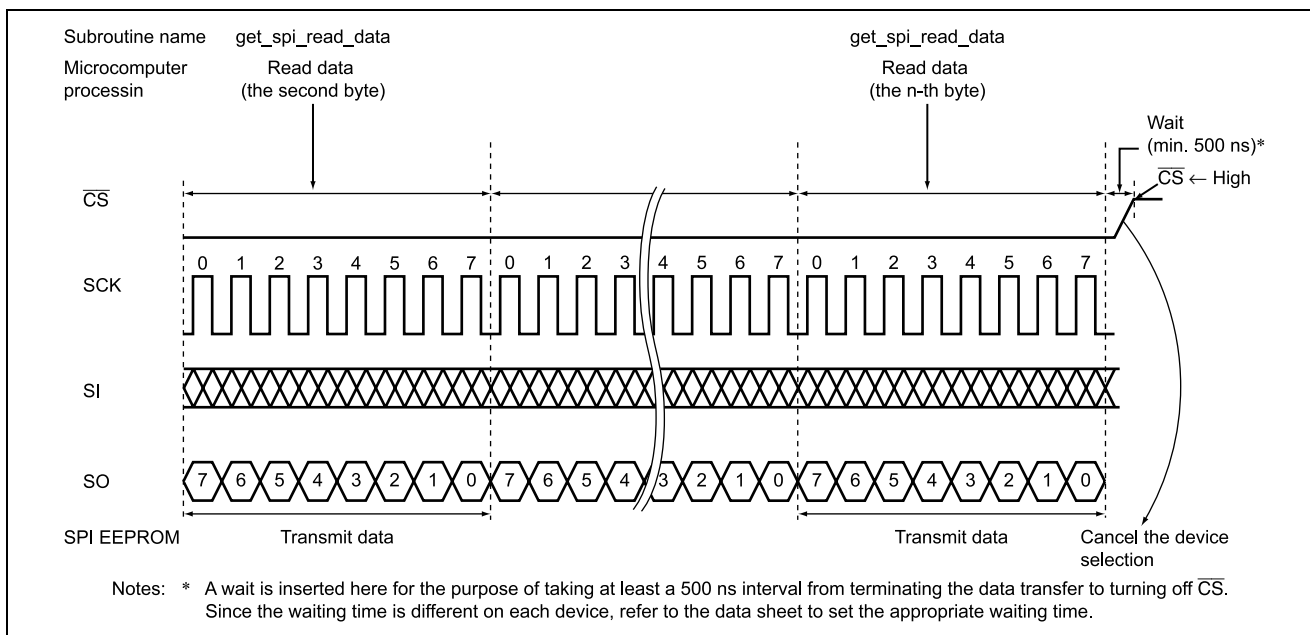 Subroutine name get_spi_read_data get_spi_read_data
Microcomputer Read data Read data
processin (the second byte) (the n-th byte)
Wait
(min. 500 ns)*
C̅S̅ ← High
C̅S̅
0 1 2 3 4 5 6 7 0 1 2 3 4 5 6 7 0 1 2 3 4 5 6 7
SCK
SI
SO 7 6 5 4 3 2 1 0 7 6 5 4 3 2 1 0 7 6 5 4 3 2 1 0
SPI EEPROM Transmit data Transmit data Cancel the device
selection
Notes: * A wait is inserted here for the purpose of taking at least a 500 ns interval from terminating the data transfer to turning off C̅S̅.
Since the waiting time is different on each device, refer to the data sheet to set the appropriate waiting time.